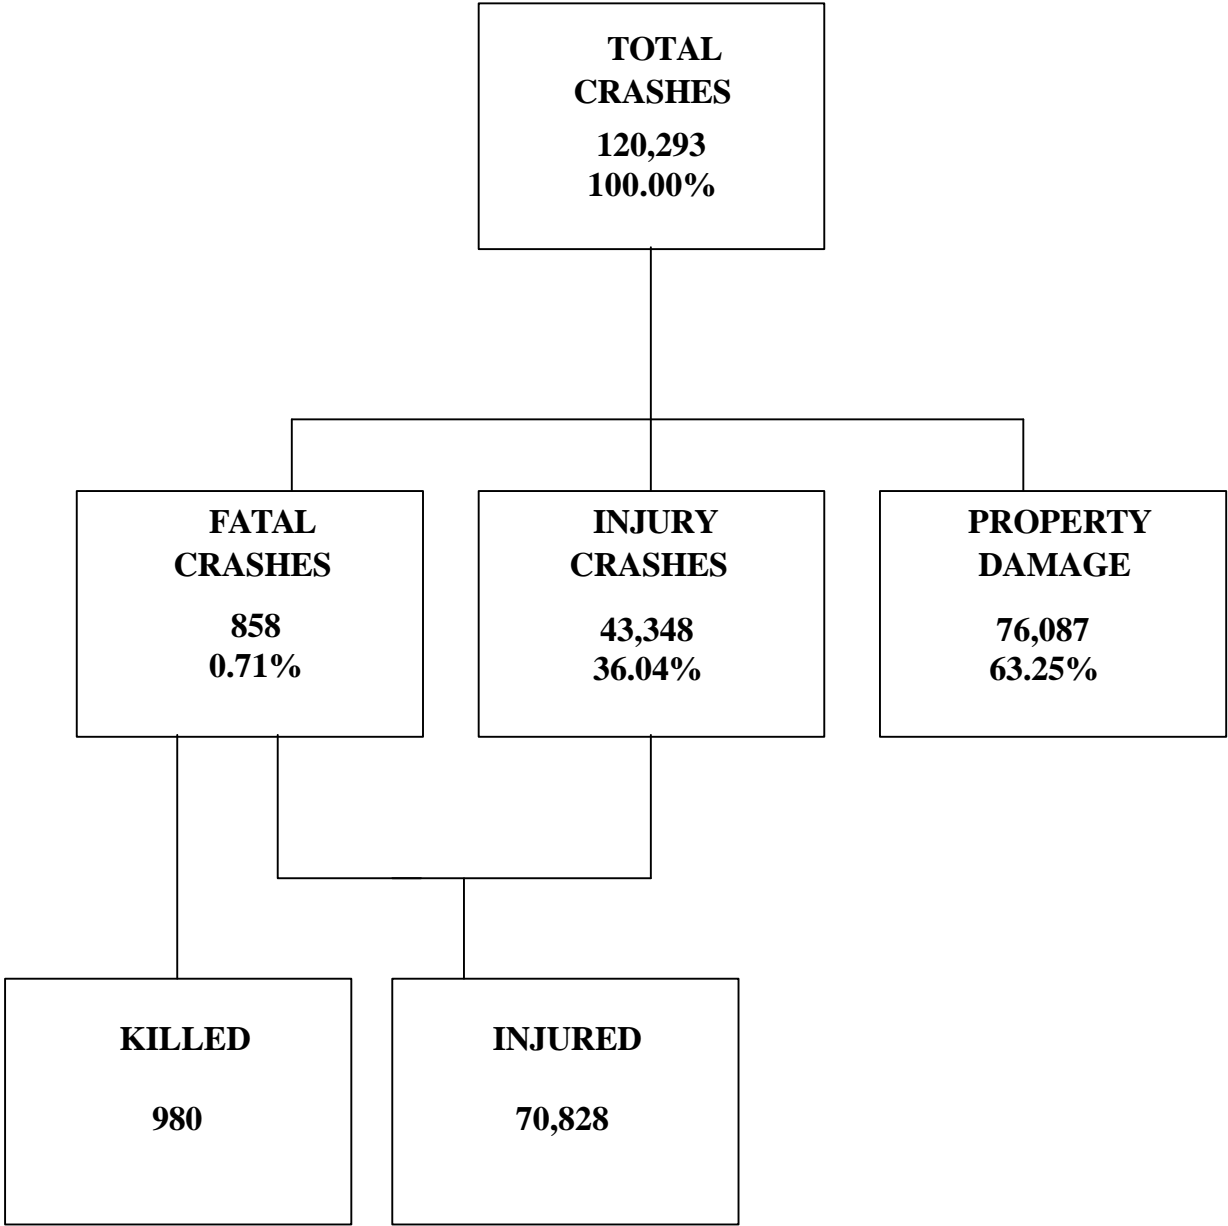 TOTAL
CRASHES
120,293
100.00%
FATAL
CRASHES
858
0.71%
INJURY
CRASHES
43,348
36.04%
PROPERTY
DAMAGE
76,087
63.25%
KILLED
980
INJURED
70,828